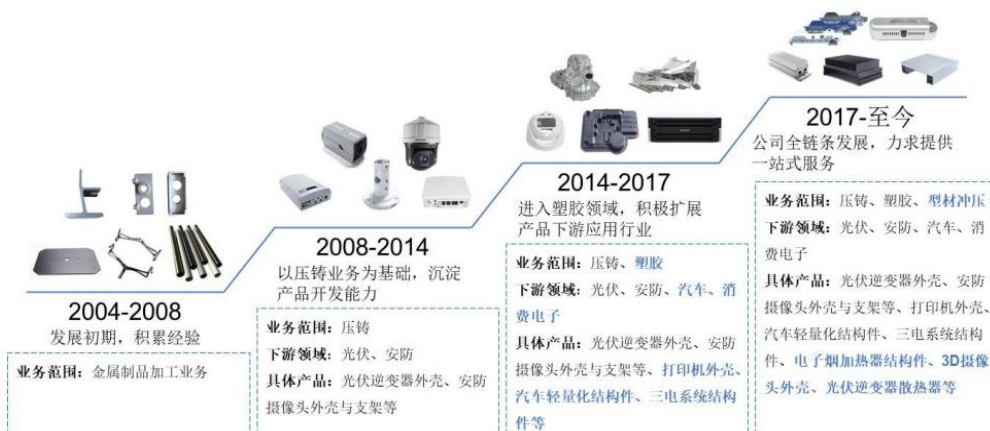 2004-2008
发展初期，积累经验
业务范围：金属制品加工业务
2008-2014
以压铸业务为基础，沉淀
产品开发能力
业务范围：压铸
下游领域：光伏、安防
具体产品：光伏逆变器外壳、安防
摄像头外壳与支架等
2014-2017
进入塑胶领域，积极扩展
产品下游应用行业
业务范围：压铸、塑胶
下游领域：光伏、安防、汽车、消
费电子
具体产品：光伏逆变器外壳、安防
摄像头外壳与支架等、打印机外壳、
汽车轻量化结构件、三电系统结构
件等
2017-至今
公司全链条发展，力求提供
一站式服务
业务范围：压铸、塑胶、型材冲压
下游领域：光伏、安防、汽车、消
费电子
具体产品：光伏逆变器外壳、安防
摄像头外壳与支架等、打印机外壳、
汽车轻量化结构件、三电系统结构
件、电子烟加热器结构件、3D摄像
头外壳、光伏逆变器散热器等